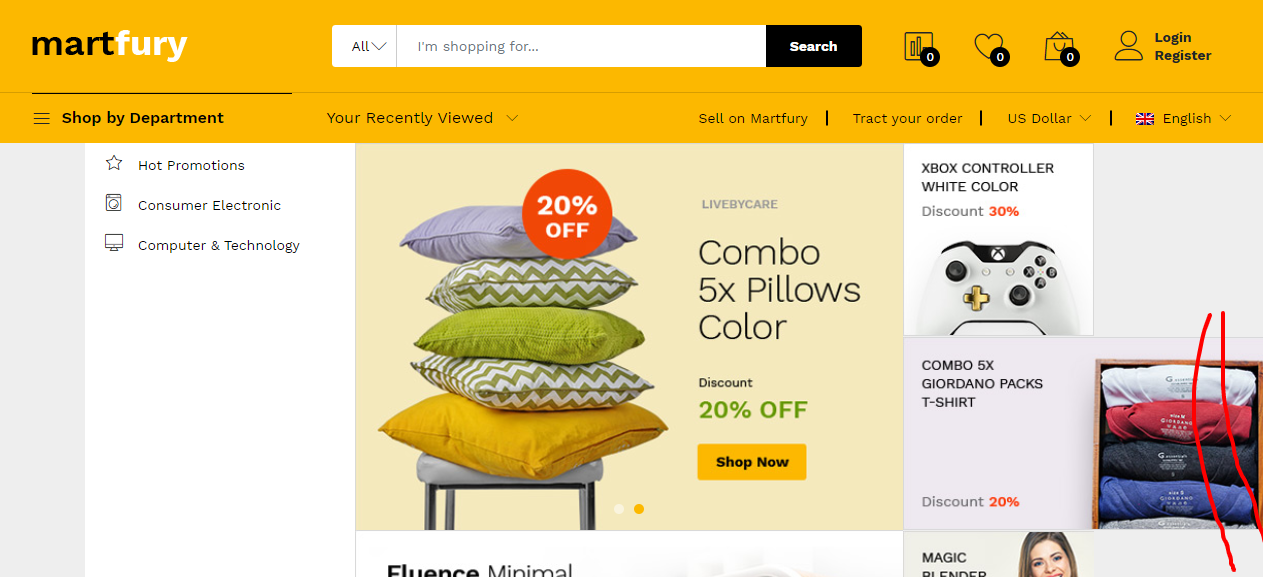 martfury
All
I'm shopping for...
Search
0
0
0
Login
Register
Shop by Department
Your Recently Viewed
Sell on Martfury
Tract your order
US Dollar
English
Hot Promotions
Consumer Electronic
Computer & Technology
20%
OFF
LIVEBYCARE
Combo
5x Pillows
Color
Discount
20% OFF
Shop Now
XBOX CONTROLLER
WHITE COLOR
Discount 30%
COMBO 5X
GIORDANO PACKS
T-SHIRT
Discount 20%
Fluence Minimal
MAGIC
BLENDER